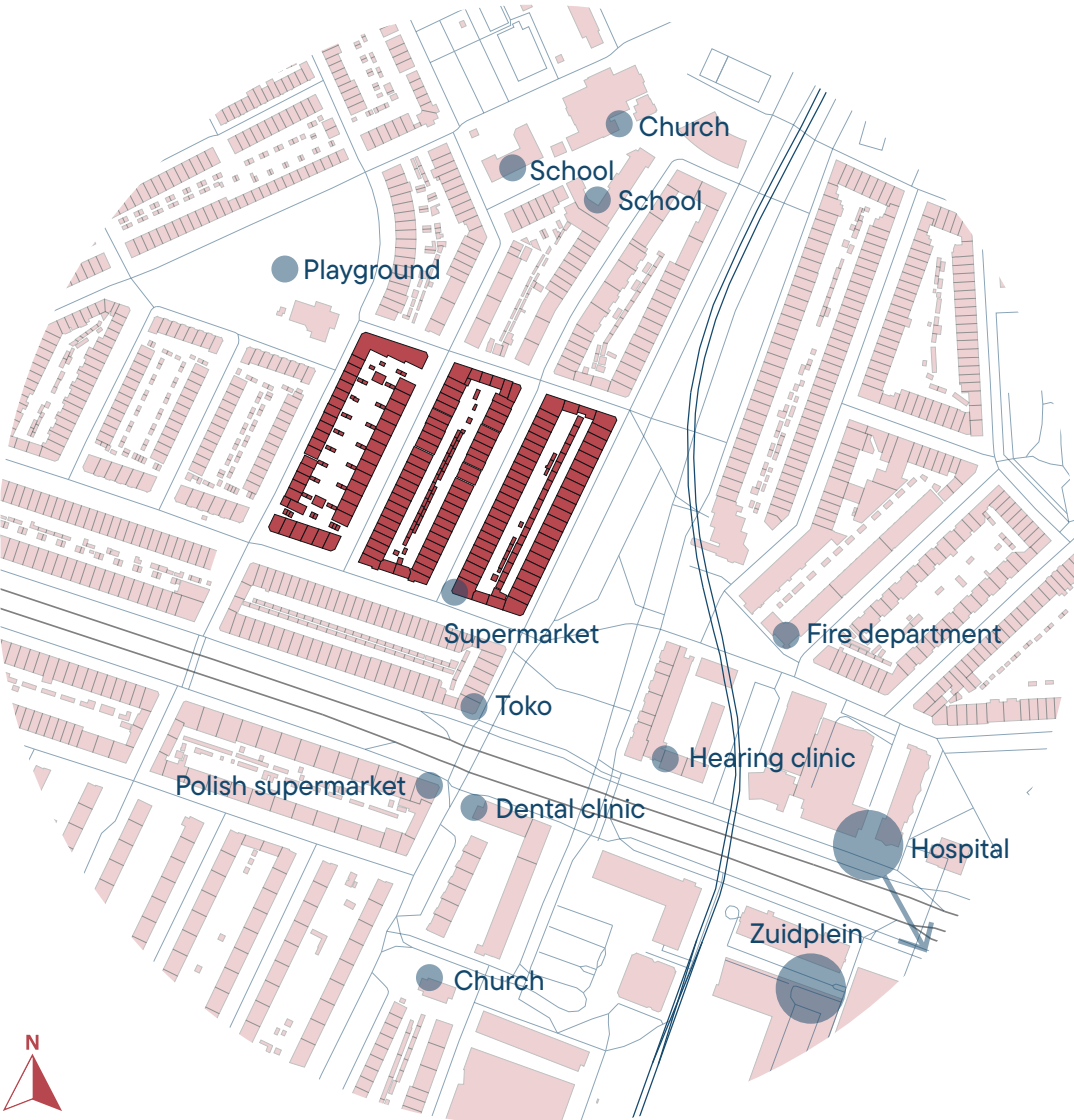 Church
School
School
Playground
Supermarket
Fire department
Toko
Hearing clinic
Polish supermarket
Dental clinic
Hospital
Zuidplein
Church
N